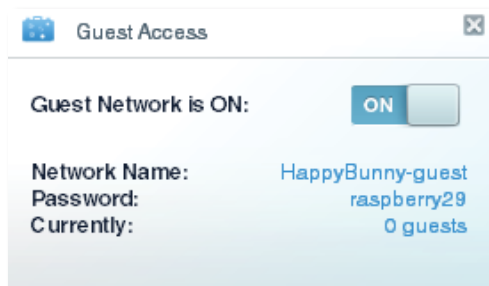 Guest Access
Guest Network is ON: ON
Network Name: HappyBunny-guest
Password: raspberry29
Currently: 0 guests